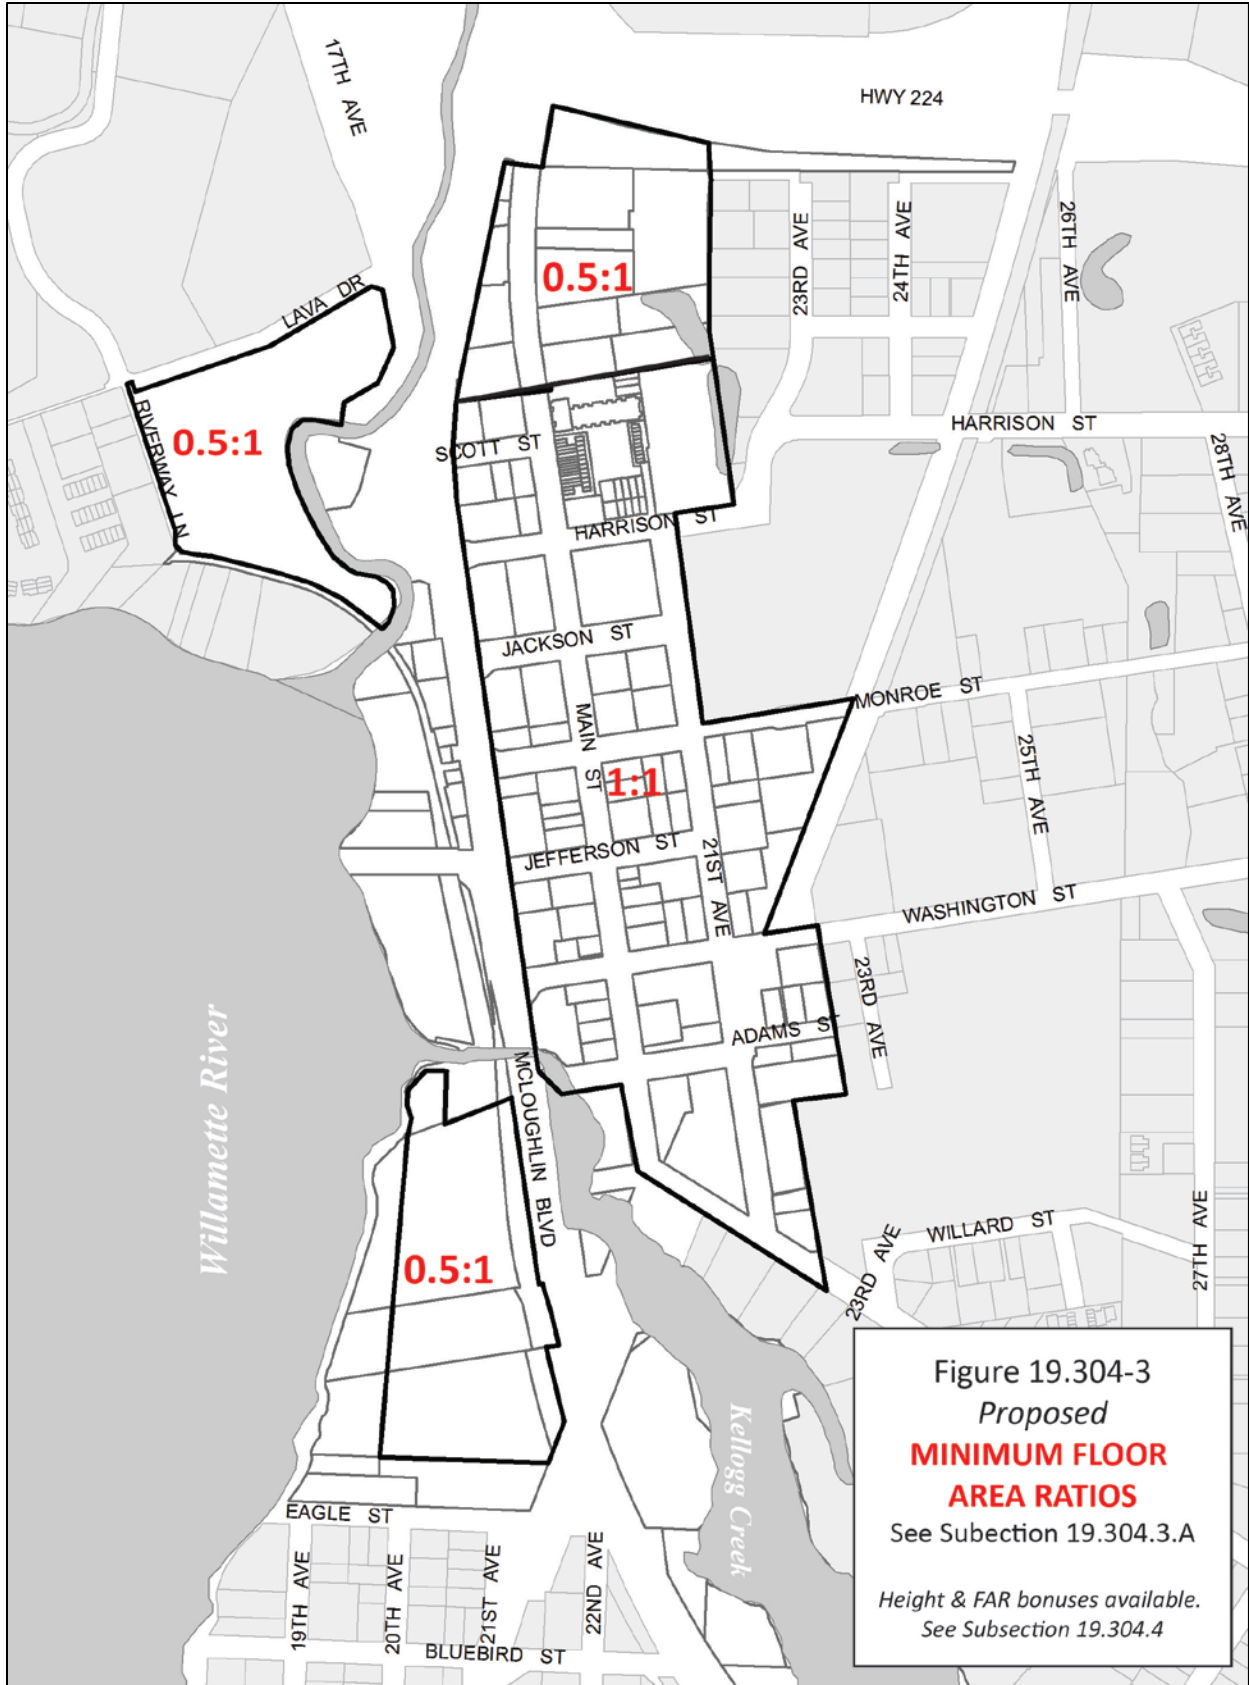 17TH AVE
HWY 224
23RD AVE
24TH AVE
26TH AVE
0.5:1
LAVA DR
RIVERWAY LN
0.5:1
SCOTT ST
HARRISON ST
28TH AVE
HARRISON ST
JACKSON ST
MONROE ST
MAIN ST
25TH AVE
1:1
JEFFERSON ST
21ST AVE
WASHINGTON ST
23RD AVE
ADAMS ST
Willamette River
MCLOUGHLIN BLVD
27TH AVE
WILLARD ST
23RD AVE
0.5:1
Kellogg Creek
EAGLE ST
19TH AVE
20TH AVE
21ST AVE
22ND AVE
BLUEBIRD ST
Figure 19.304-3
Proposed
MINIMUM FLOOR
AREA RATIOS
See Subection 19.304.3.A
Height & FAR bonuses available.
See Subsection 19.304.4